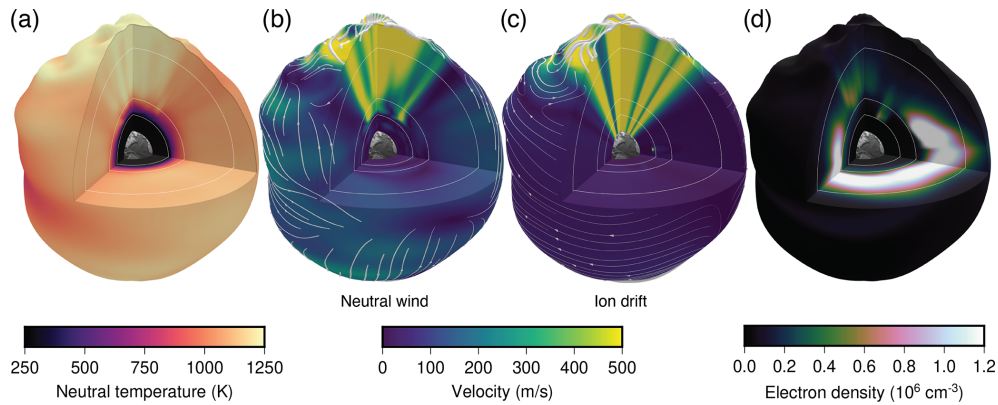 (a)
(b)
(c)
(d)
Neutral wind
Ion drift
250 500 750 1000 1250
Neutral temperature (K)
0 100 200 300 400 500
Velocity (m/s)
0.0 0.2 0.4 0.6 0.8 1.0 1.2
Electron density (10⁶ cm⁻³)